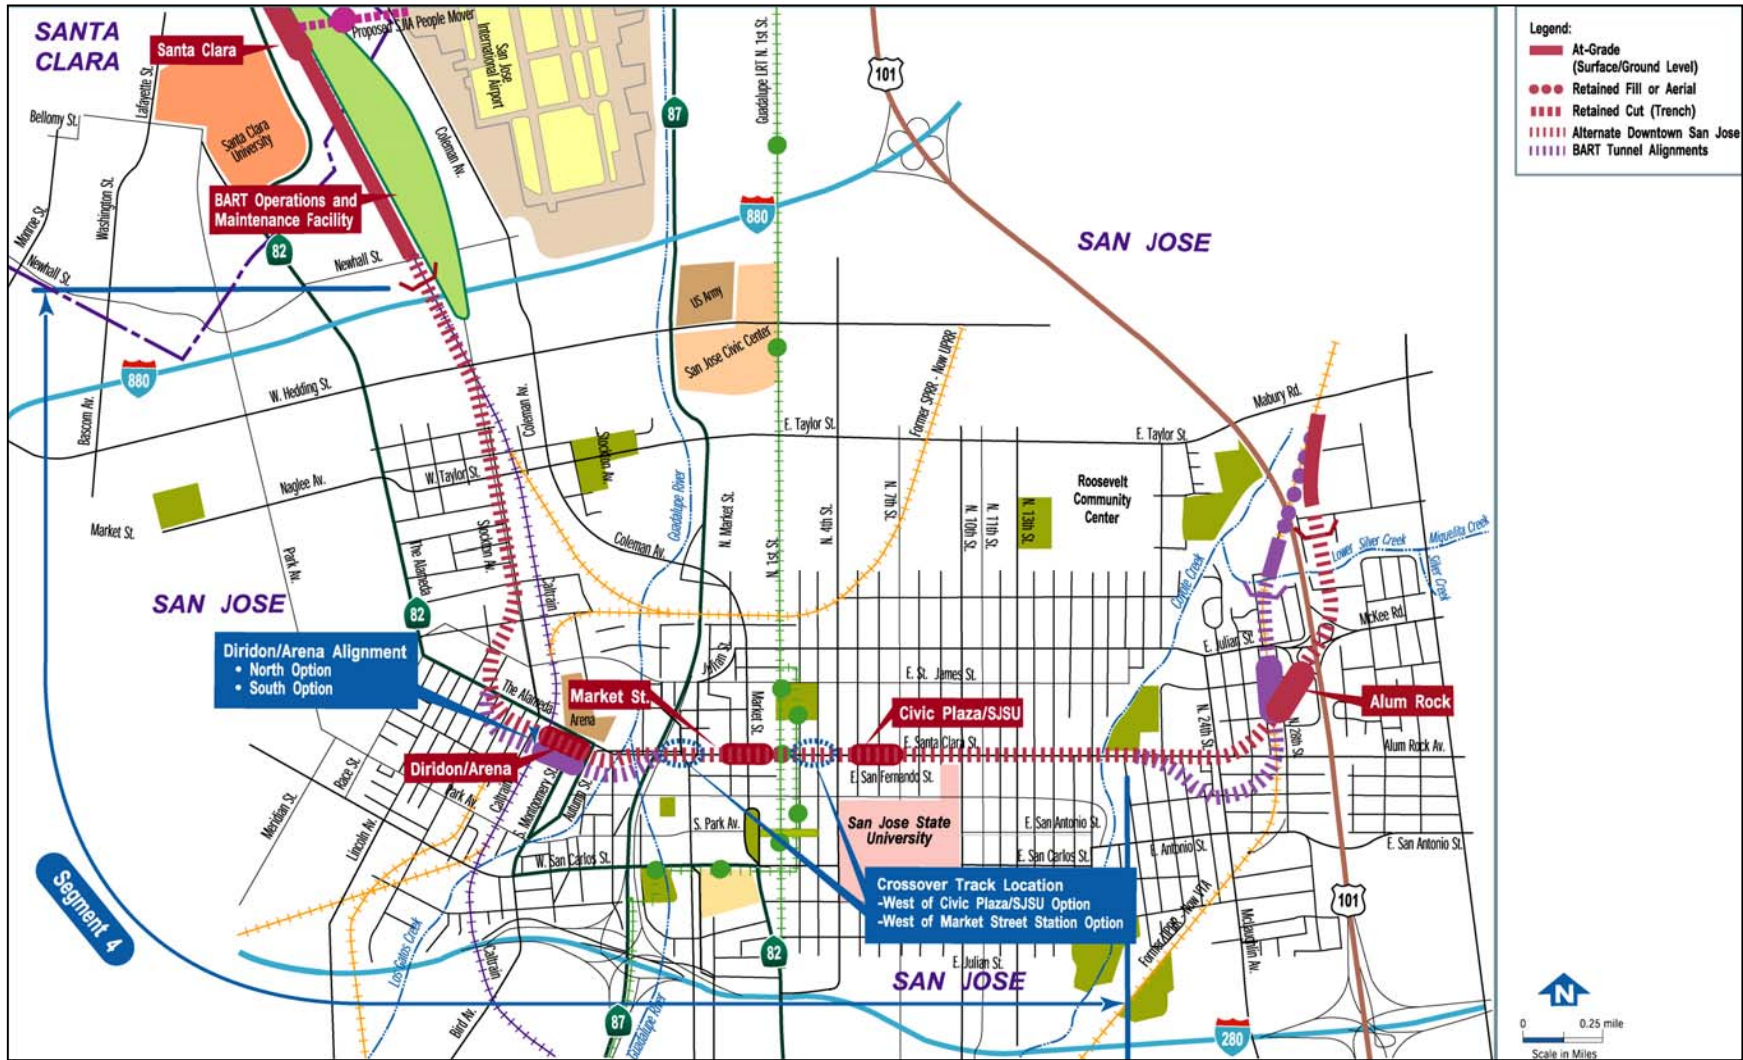 SANTA
CLARA
Santa Clara
Proposed SJIA People Mover
San Jose
International Airport
Guadalupe LRT N. 1st St.
101
87
Legend:
At-Grade
(Surface/Ground Level)
Retained Fill or Aerial
Retained Cut (Trench)
Alternate Downtown San Jose
BART Tunnel Alignments
Lafayette St.
Bellomy St.
Santa Clara
University
Coleman Av.
BART Operations and
Maintenance Facility
Washington St.
Monroe St.
880
82
Newhall St.
Newhall St.
SAN JOSE
US Army
San Jose Civic Center
880
W. Hedding St.
Bascom Av.
Coleman Av.
Former SPRR - Now UPRR
Mabury Rd.
E. Taylor St.
E. Taylor St.
Stockton Av.
W. Taylor St.
Naglee Av.
Guadalupe River
N. Market St.
N. 1st St.
N. 4th St.
N. 7th St.
N. 10th St.
N. 11th St.
N. 13th St.
Roosevelt
Community
Center
Market St.
Park Av.
The Alameda
Stockton Av.
Coleman Av.
Caltrain
Coyote Creek
Lower Silver Creek
Miguelita Creek
Silver Creek
SAN JOSE
82
McKee Rd.
E. Julian St.
Julian St.
Diridon/Arena Alignment
• North Option
• South Option
E. St. James St.
The Alameda
Arena
Market St.
Market St.
Civic Plaza/SJSU
Alum Rock
N. 24th St.
N. 28th St.
E. Santa Clara St.
Alum Rock Av.
Diridon/Arena
E. San Fernando St.
Race St.
Park Av.
Caltrain
S. Montgomery St.
Autumn St.
Meridian St.
Lincoln Av.
S. Park Av.
San Jose State
University
E. San Antonio St.
E. Antonio St.
E. San Antonio St.
W. San Carlos St.
E. San Carlos St.
Crossover Track Location
-West of Civic Plaza/SJSU Option
-West of Market Street Station Option
Segment 4
Former UPRR - Now VTA
101
McLaughlin Av.
Los Gatos Creek
Caltrain
82
E. Julian St.
SAN JOSE
Bird Av.
87
Guadalupe River
280
N
0 0.25 mile
Scale in Miles